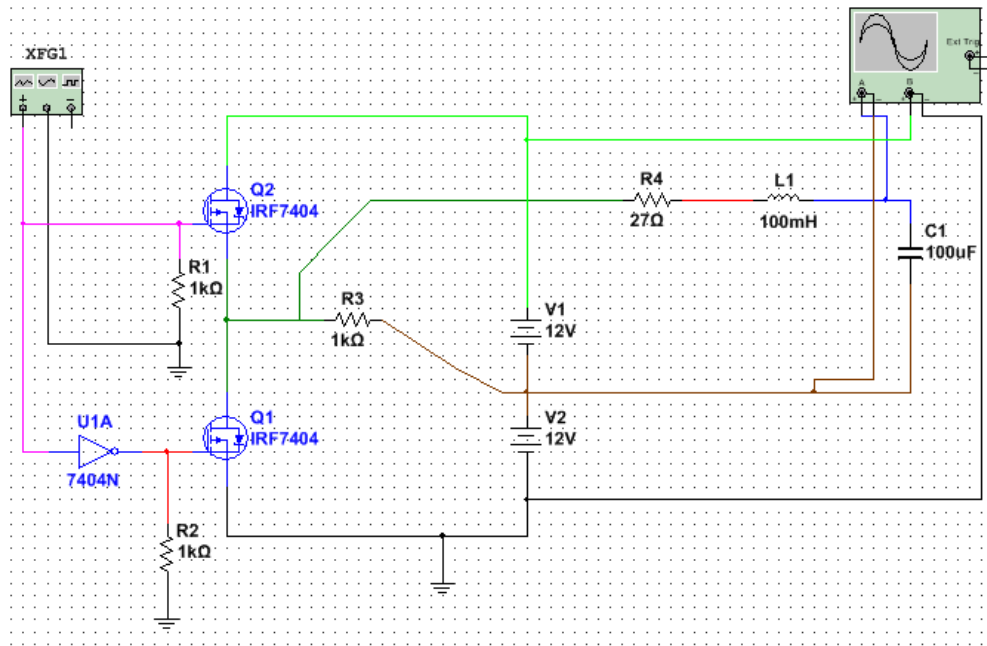 XFG1
Ext Trig
A
B
Q2
IRF7404
R4
27Ω
L1
100mH
C1
100uF
R1
1kΩ
R3
1kΩ
V1
12V
U1A
7404N
Q1
IRF7404
V2
12V
R2
1kΩ